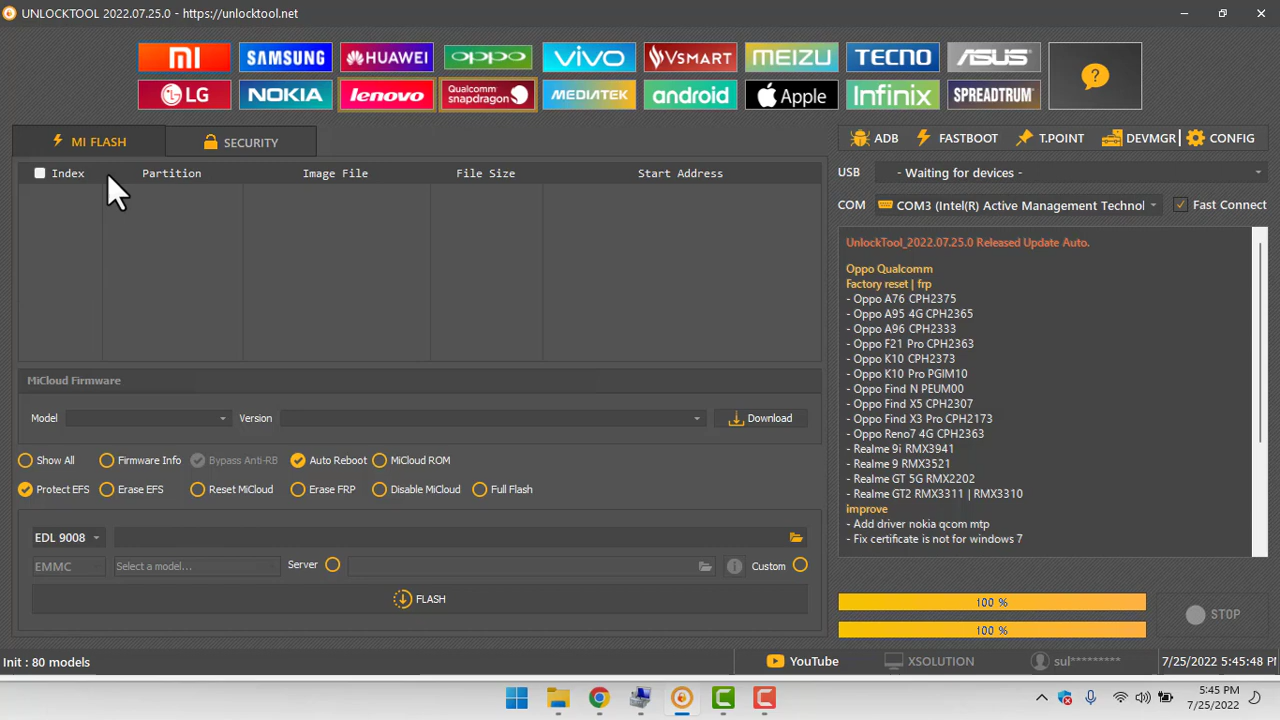 UNLOCKTOOL 2022.07.25.0 - https://unlocktool.net
MI SAMSUNG HUAWEI OPPO VIVO VSMART MEIZU TECNO ASUS ?
LG NOKIA lenovo Qualcomm snapdragon MEDIATEK android Apple Infinix SPREADTRUM
MI FLASH SECURITY
ADB FASTBOOT T.POINT DEVMGR CONFIG
Index Partition Image File File Size Start Address
USB - Waiting for devices -
COM COM3 (Intel(R) Active Management Technol Fast Connect
UnlockTool_2022.07.25.0 Released Update Auto.
Oppo Qualcomm
Factory reset | frp
- Oppo A76 CPH2375
- Oppo A95 4G CPH2365
- Oppo A96 CPH2333
- Oppo F21 Pro CPH2363
- Oppo K10 CPH2373
- Oppo K10 Pro PGIM10
- Oppo Find N PEUM00
- Oppo Find X5 CPH2307
- Oppo Find X3 Pro CPH2173
- Oppo Reno7 4G CPH2363
- Realme 9i RMX3941
- Realme 9 RMX3521
- Realme GT 5G RMX2202
- Realme GT2 RMX3311 | RMX3310
improve
- Add driver nokia qcom mtp
- Fix certificate is not for windows 7
MiCloud Firmware
Model Version Download
Show All Firmware Info Bypass Anti-RB Auto Reboot MiCloud ROM
Protect EFS Erase EFS Reset MiCloud Erase FRP Disable MiCloud Full Flash
EDL 9008
EMMC Select a model... Server Custom
FLASH
100 %
100 %
STOP
Init : 80 models
YouTube XSOLUTION sul********* 7/25/2022 5:45:48 PM
5:45 PM
7/25/2022